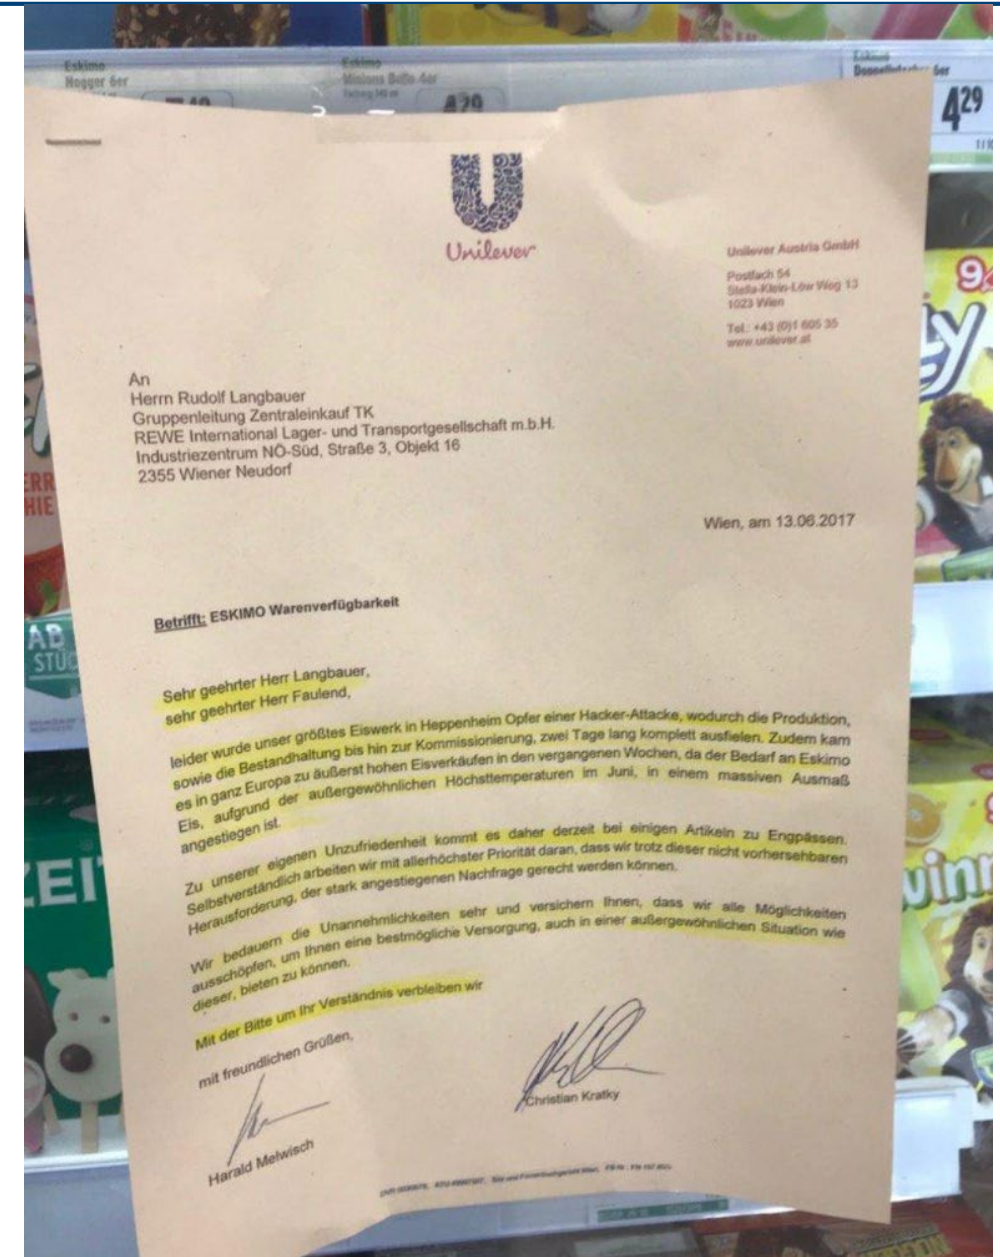 Eskimo
Nogger 6er
Eskimo
Minions 6er
4.29
Eskimo
6er
4.29
Unilever
Unilever Austria GmbH
Postfach 54
Stella-Klein-Löw Weg 13
1023 Wien
Tel.: +43 (0)1 605 35
www.unilever.at
An
Herrn Rudolf Langbauer
Gruppenleitung Zentraleinkauf TK
REWE International Lager- und Transportgesellschaft m.b.H.
Industriezentrum NÖ-Süd, Straße 3, Objekt 16
2355 Wiener Neudorf
Wien, am 13.06.2017
Betrifft: ESKIMO Warenverfügbarkeit
Sehr geehrter Herr Langbauer,
sehr geehrter Herr Faulend,
leider wurde unser größtes Eiswerk in Heppenheim Opfer einer Hacker-Attacke, wodurch die Produktion,
sowie die Bestandhaltung bis hin zur Kommissionierung, zwei Tage lang komplett ausfielen. Zudem kam
es in ganz Europa zu äußerst hohen Eisverkäufen in den vergangenen Wochen, da der Bedarf an Eskimo
Eis, aufgrund der außergewöhnlichen Höchsttemperaturen im Juni, in einem massiven Ausmaß
angestiegen ist.
Zu unserer eigenen Unzufriedenheit kommt es daher derzeit bei einigen Artikeln zu Engpässen.
Selbstverständlich arbeiten wir mit allerhöchster Priorität daran, dass wir trotz dieser nicht vorhersehbaren
Herausforderung, der stark angestiegenen Nachfrage gerecht werden können.
Wir bedauern die Unannehmlichkeiten sehr und versichern Ihnen, dass wir alle Möglichkeiten
ausschöpfen, um Ihnen eine bestmögliche Versorgung, auch in einer außergewöhnlichen Situation wie
dieser, bieten zu können.
Mit der Bitte um Ihr Verständnis verbleiben wir
mit freundlichen Grüßen,
Harald Melwisch
Christian Kratky
AB
STÜC
ZEI